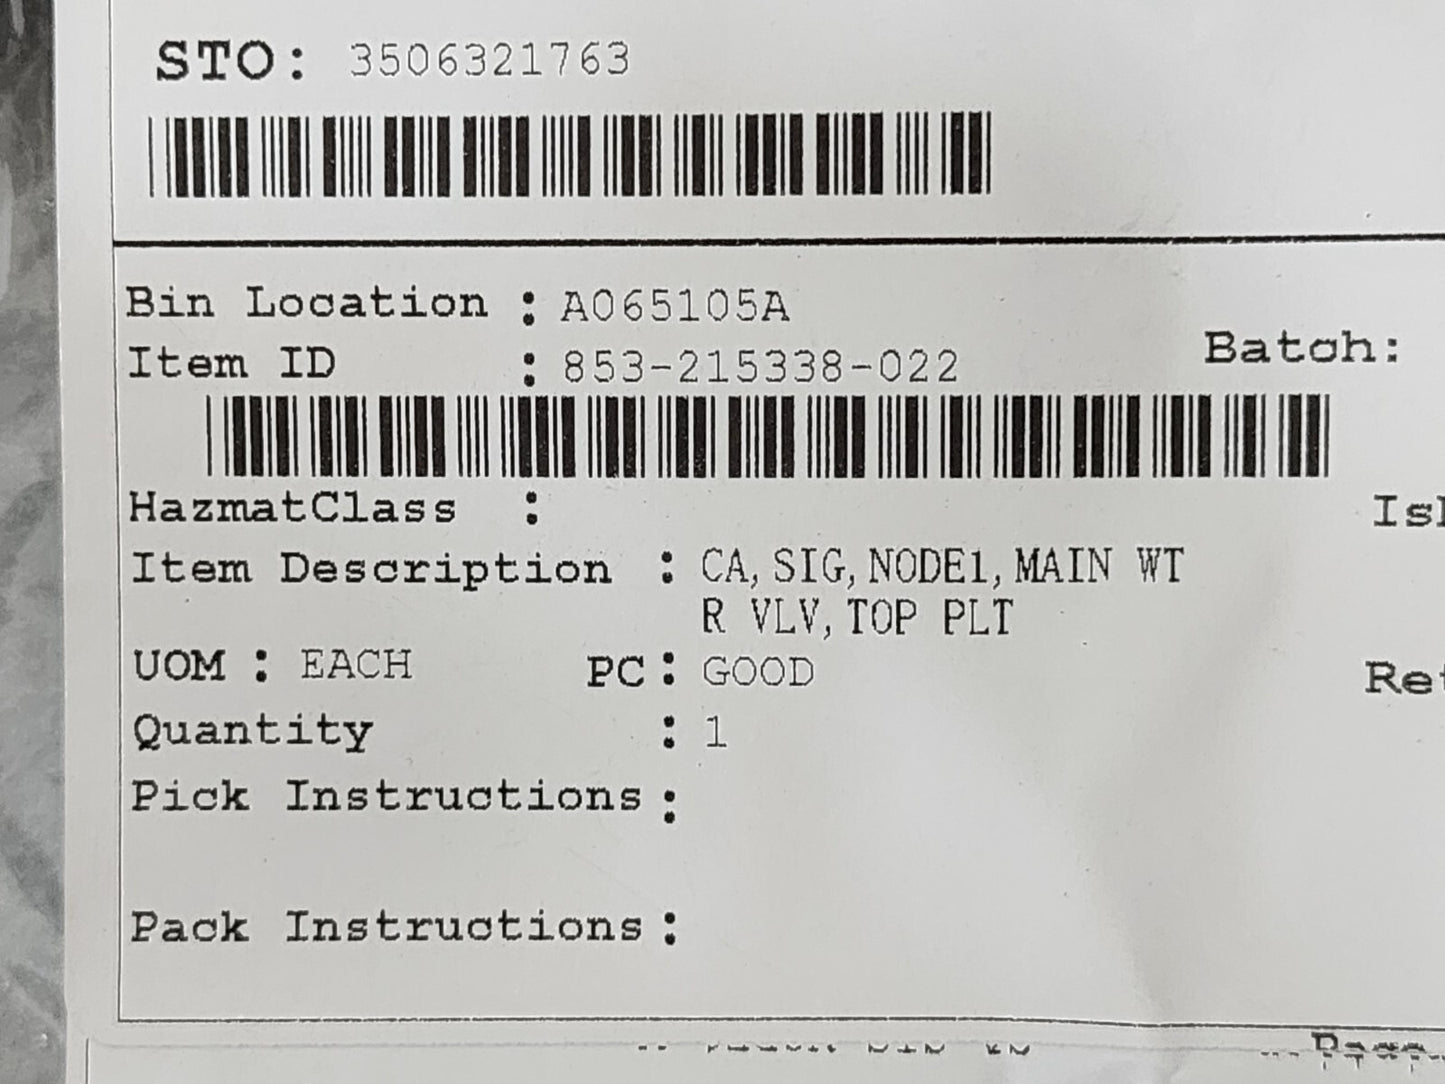 STO: 3506321763
Bin Location : A065105A
Item ID : 853-215338-022
Batch:
HazmatClass :
Item Description : CA, SIG, NODE1, MAIN WT
R VLV, TOP PLT
UOM : EACH PC : GOOD
Quantity : 1
Pick Instructions :
Pack Instructions :